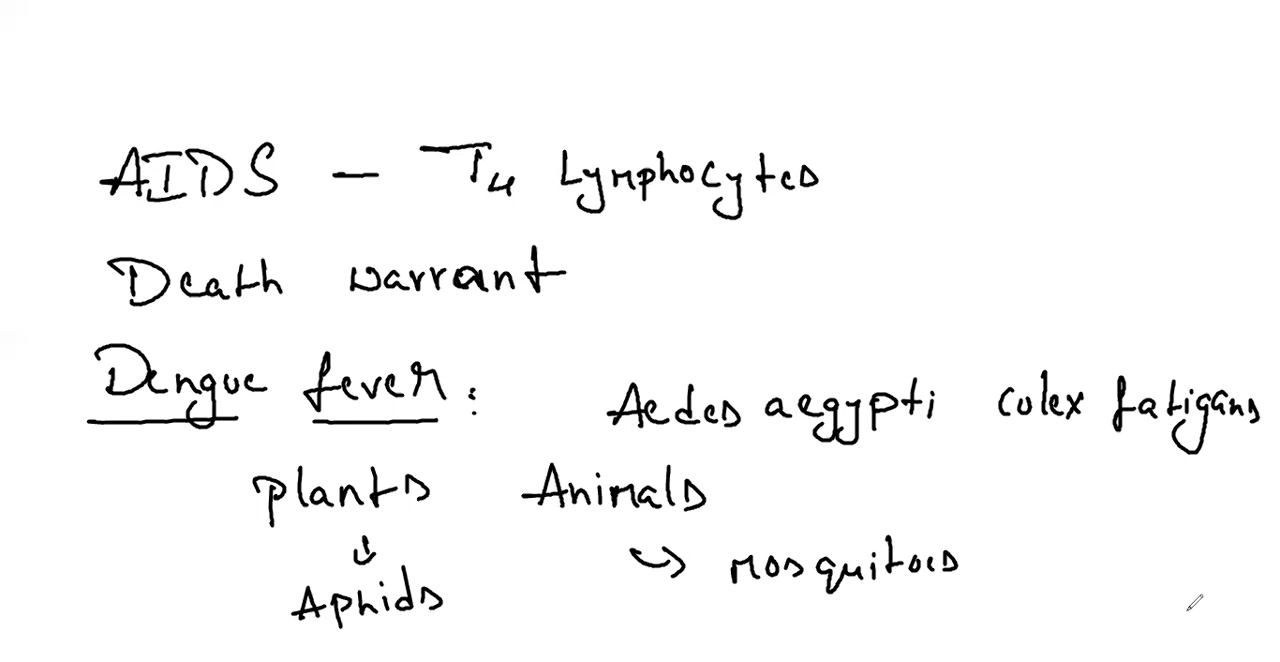 AIDS - T4 Lymphocytes
Death warrant
Dengue fever : Aedes aegypti culex fatigans
plants Animals
↓ ↪ mosquitoes
Aphids